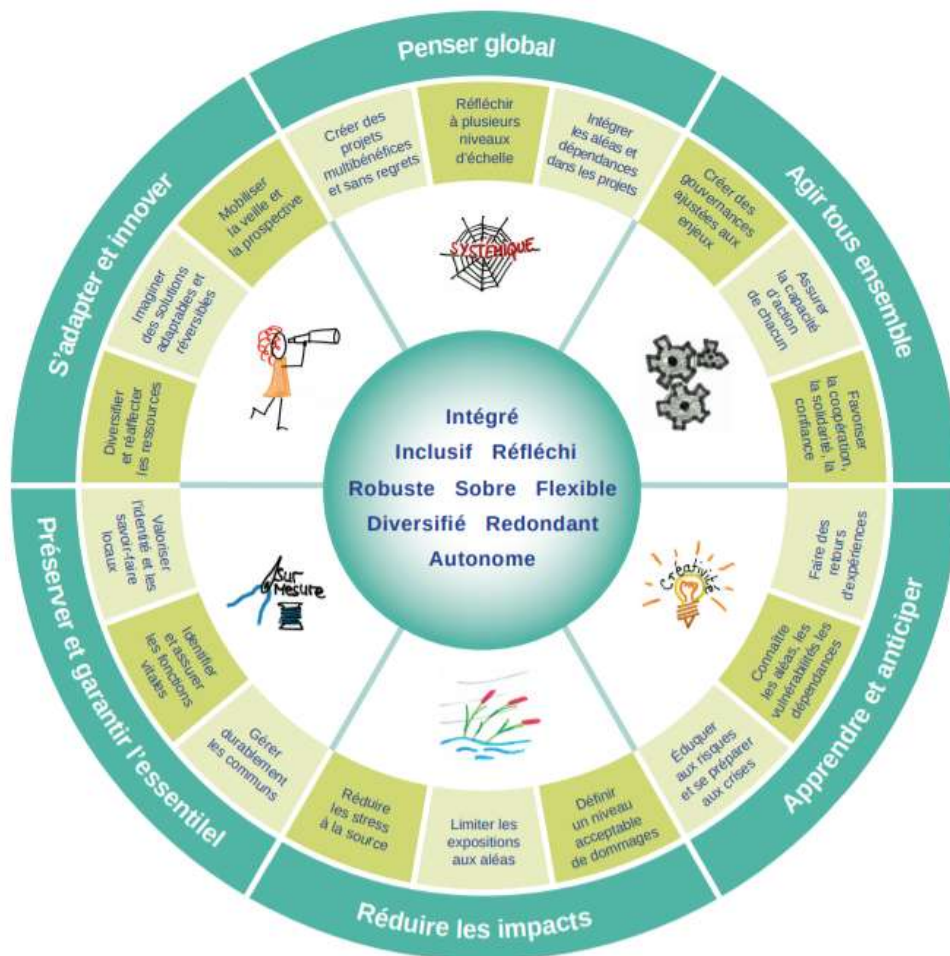 Penser global
Créer des
projets
multibénéfices
et sans regrets
Réfléchir
à plusieurs
niveaux
d'échelle
Intégrer
les aléas et
dépendances
dans les projets
SYSTÉMIQUE
Agir tous ensemble
Créer des
gouvernances
ajustées aux
enjeux
Assurer
la capacité
d'action
de chacun
Favoriser
la coopération,
la solidarité, la
confiance
Apprendre et anticiper
Faire des
retours
d'expériences
Connaître
les aléas, les
vulnérabilités les
dépendances
Éduquer
aux risques
et se préparer
aux crises
Créativité
Réduire les impacts
Définir
un niveau
acceptable
de dommages
Limiter les
expositions
aux aléas
Réduire
les stress
à la source
Préserver et garantir l'essentilel
Gérer
durablement
les communs
Identifier
et assurer
les fonctions
vitales
Valoriser
l'identité et les
savoir-faire
locaux
Sur
Mesure
S'adapter et innover
Diversifier
et réaffecter
les ressources
Imaginer
des solutions
adaptables et
réversibles
Mobiliser
la veille et
la prospective
Intégré
Inclusif Réfléchi
Robuste Sobre Flexible
Diversifié Redondant
Autonome